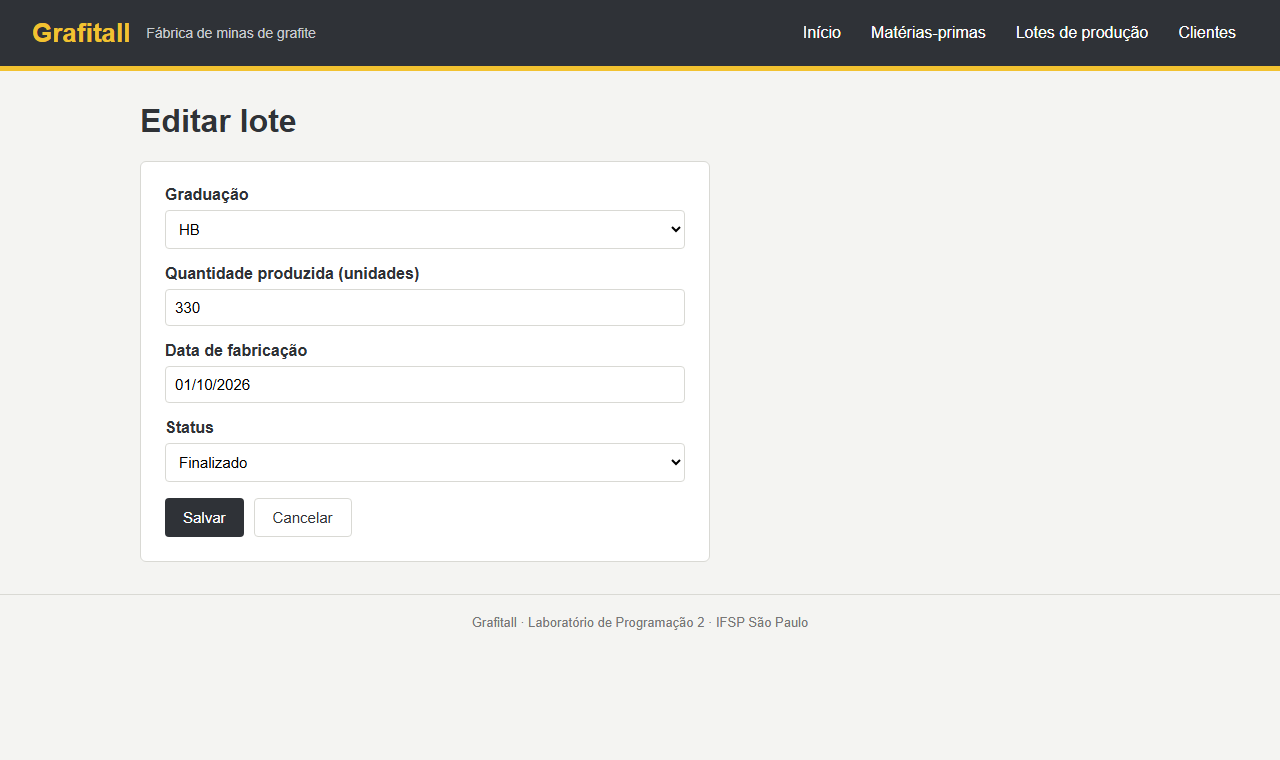 Grafitall Fábrica de minas de grafite Início Matérias-primas Lotes de produção Clientes
Editar lote
Graduação
HB
Quantidade produzida (unidades)
330
Data de fabricação
01/10/2026
Status
Finalizado
Salvar Cancelar
Grafitall · Laboratório de Programação 2 · IFSP São Paulo